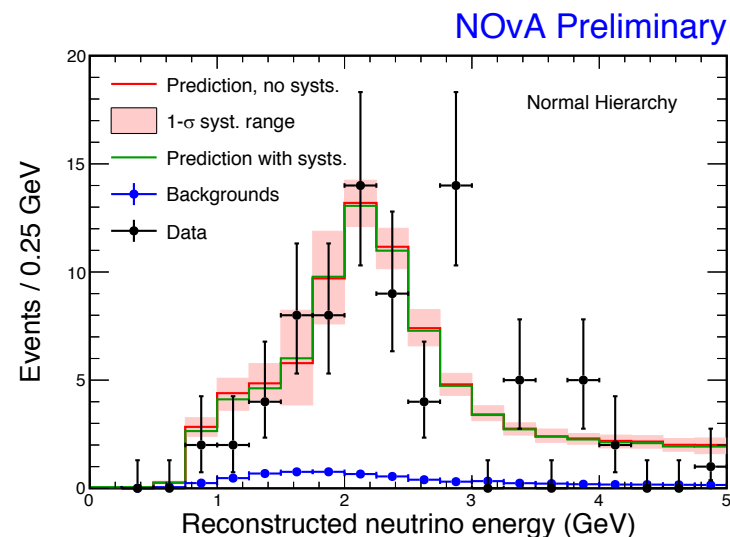 NOvA Preliminary
20
15
10
5
0
Events / 0.25 GeV
Prediction, no systs.
1-σ syst. range
Prediction with systs.
Backgrounds
Data
Normal Hierarchy
0 1 2 3 4 5
Reconstructed neutrino energy (GeV)